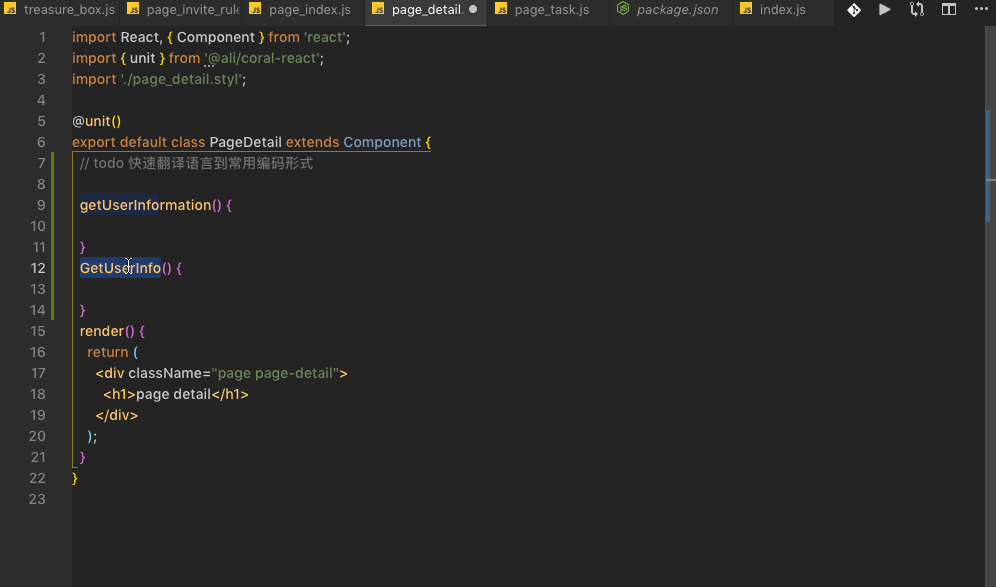 JS treasure_box.js JS page_invite_rul JS page_index.js JS page_detail. JS page_task.js JS package.json JS index.js
1 import React, { Component } from 'react';
2 import { unit } from '@ali/coral-react';
3 import './page_detail.styl';
4
5 @unit()
6 export default class PageDetail extends Component {
7 // todo 快速翻译语言到常用编码形式
8
9 getUserInformation() {
10
11 }
12 GetUserInfo() {
13
14 }
15 render() {
16 return (
17 <div className="page page-detail">
18 <h1>page detail</h1>
19 </div>
20 );
21 }
22 }
23